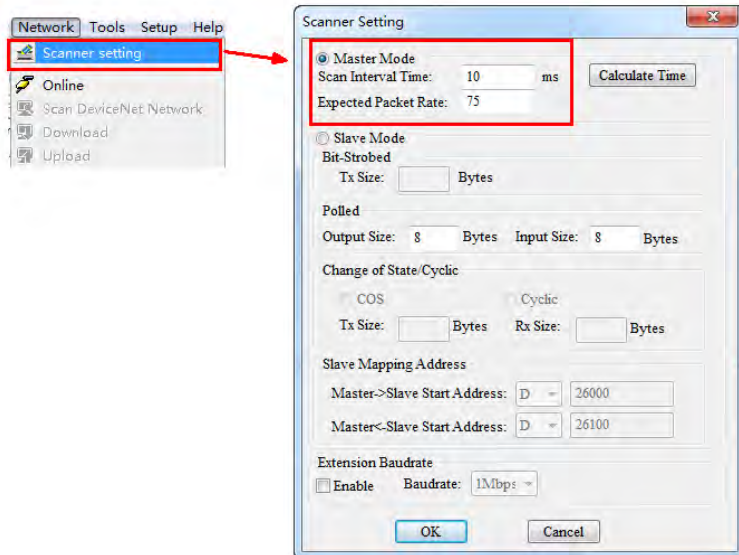 Network Tools Setup Help
Scanner setting
Online
Scan DeviceNet Network
Download
Upload
Scanner Setting
Master Mode
Scan Interval Time: 10 ms Calculate Time
Expected Packet Rate: 75
Slave Mode
Bit-Strobed
Tx Size: Bytes
Polled
Output Size: 8 Bytes Input Size: 8 Bytes
Change of State/Cyclic
COS Cyclic
Tx Size: Bytes Rx Size: Bytes
Slave Mapping Address
Master->Slave Start Address: D 26000
Master<-Slave Start Address: D 26100
Extension Baudrate
Enable Baudrate: 1Mbps
OK Cancel